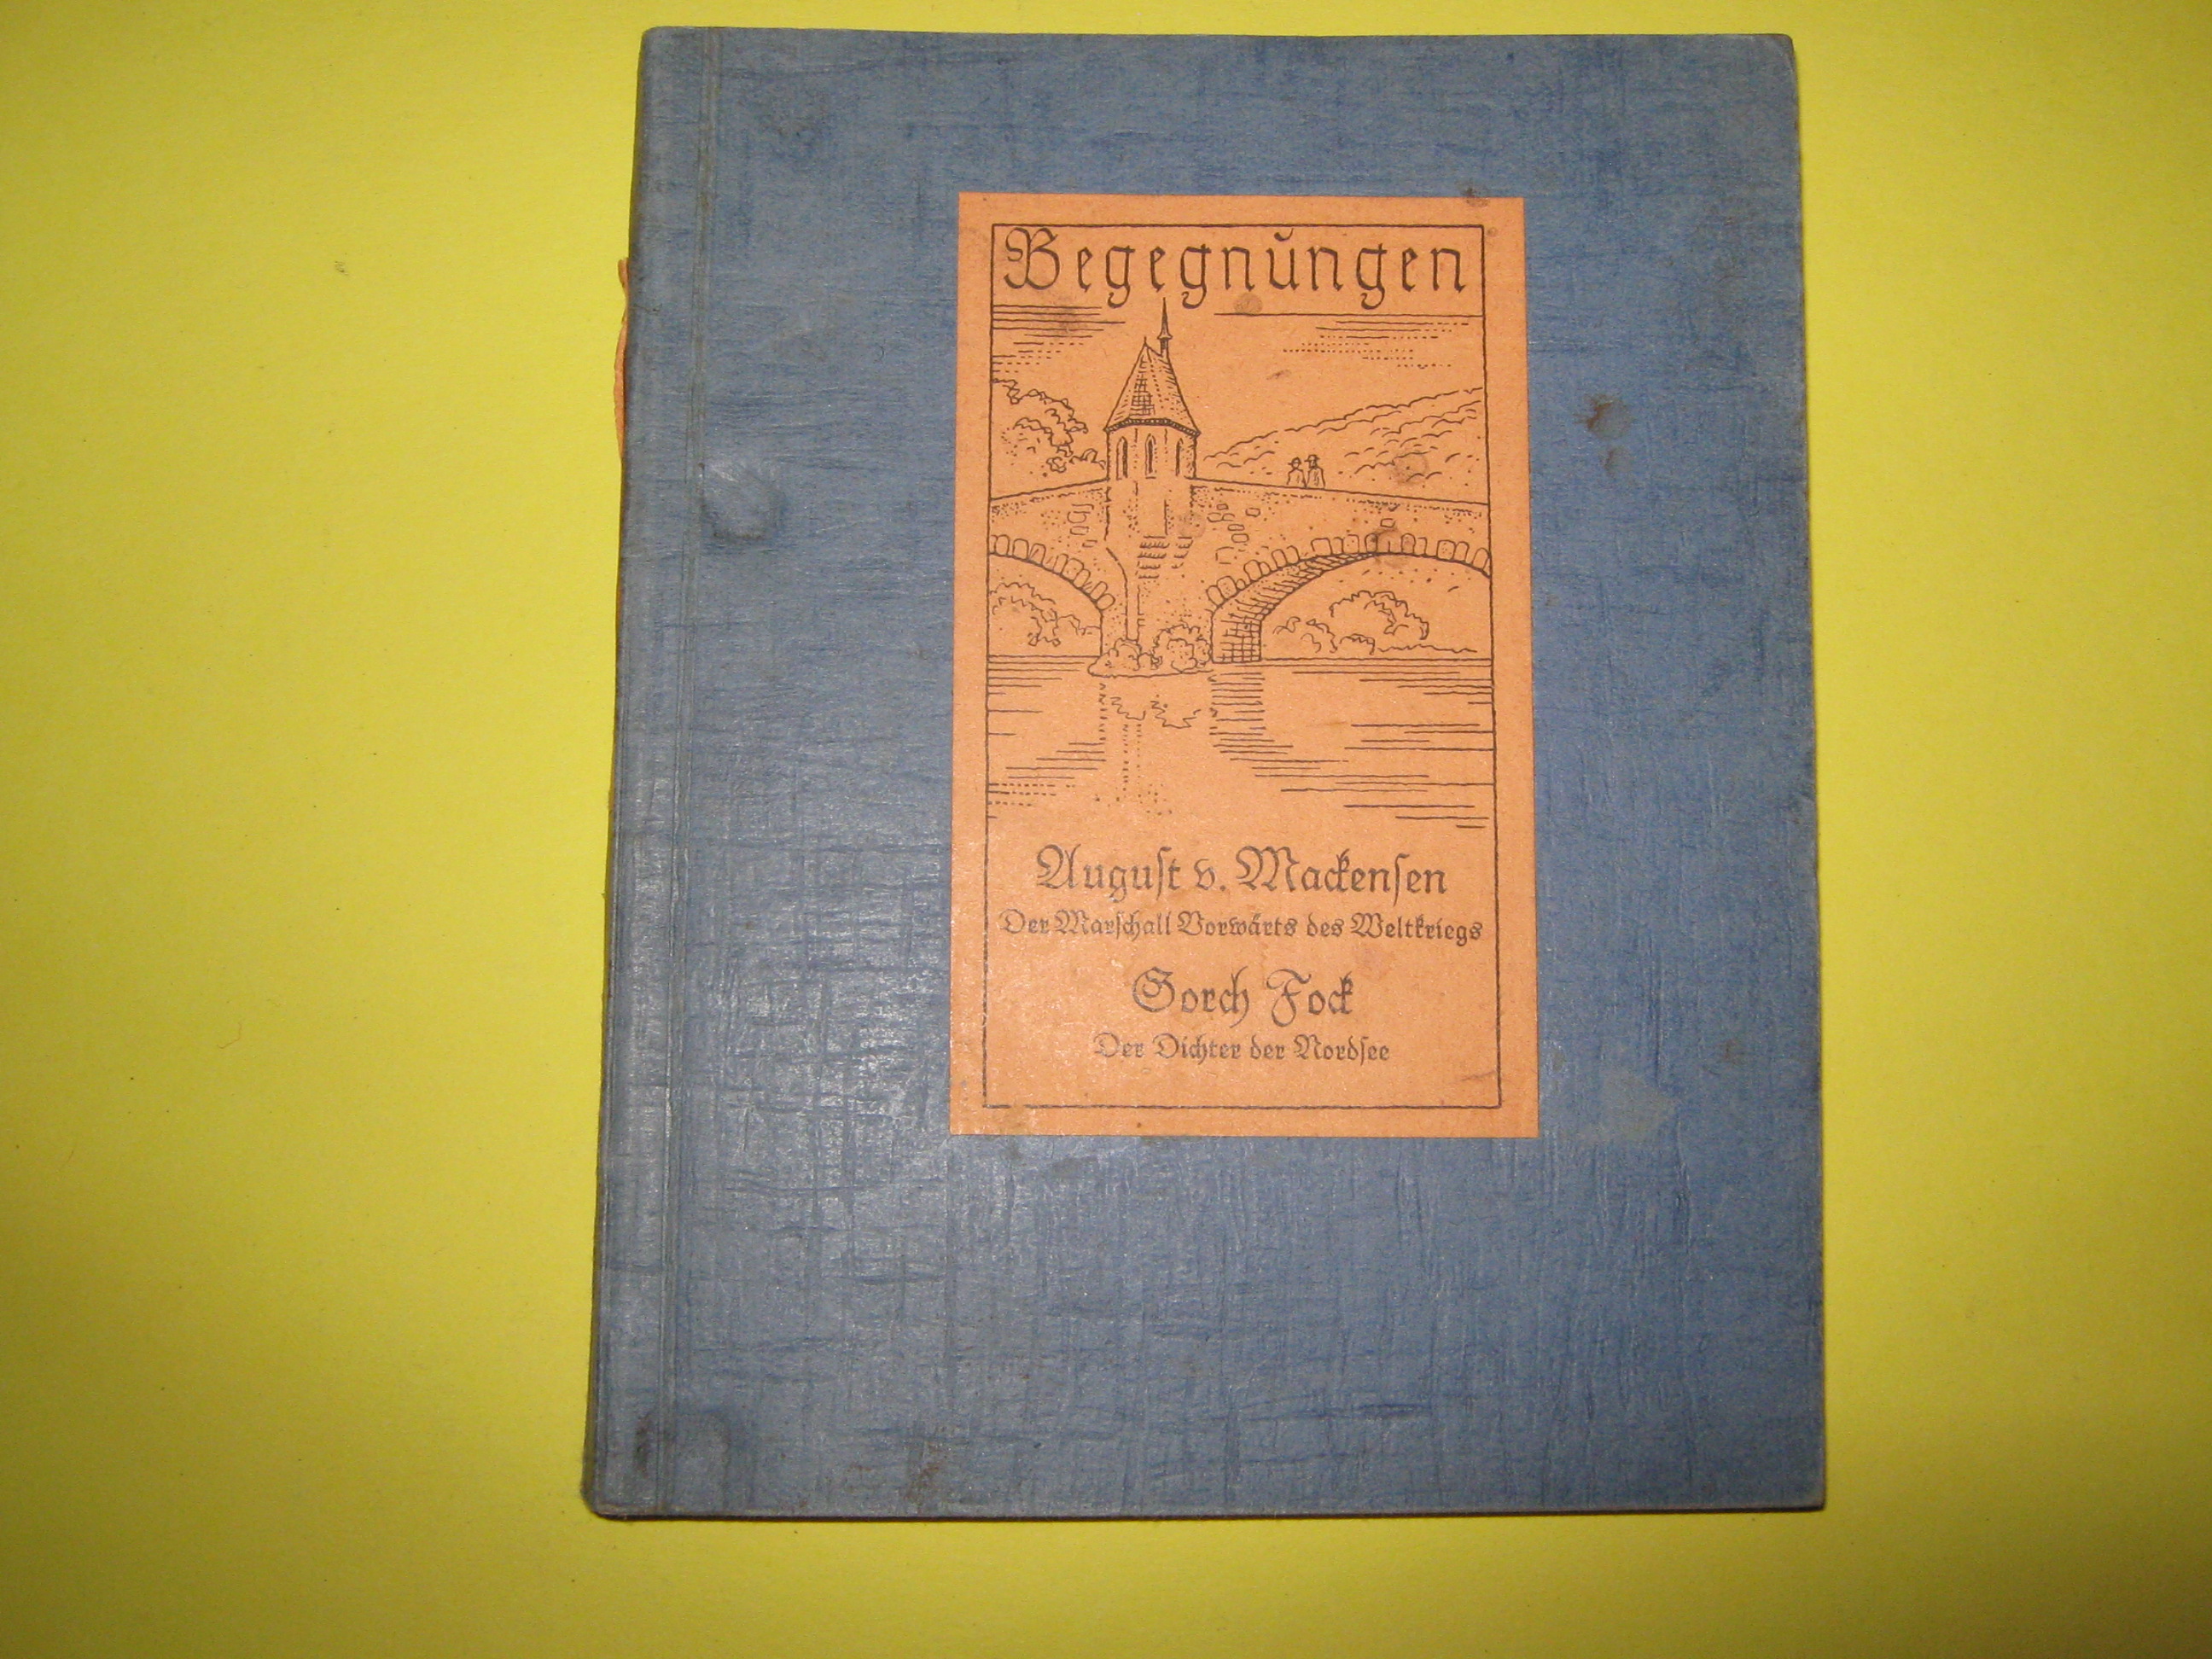 Begegnungen
August v. Mackensen
Der Marschall Vorwärts des Weltkriegs
Gorch Fock
Der Dichter der Nordsee